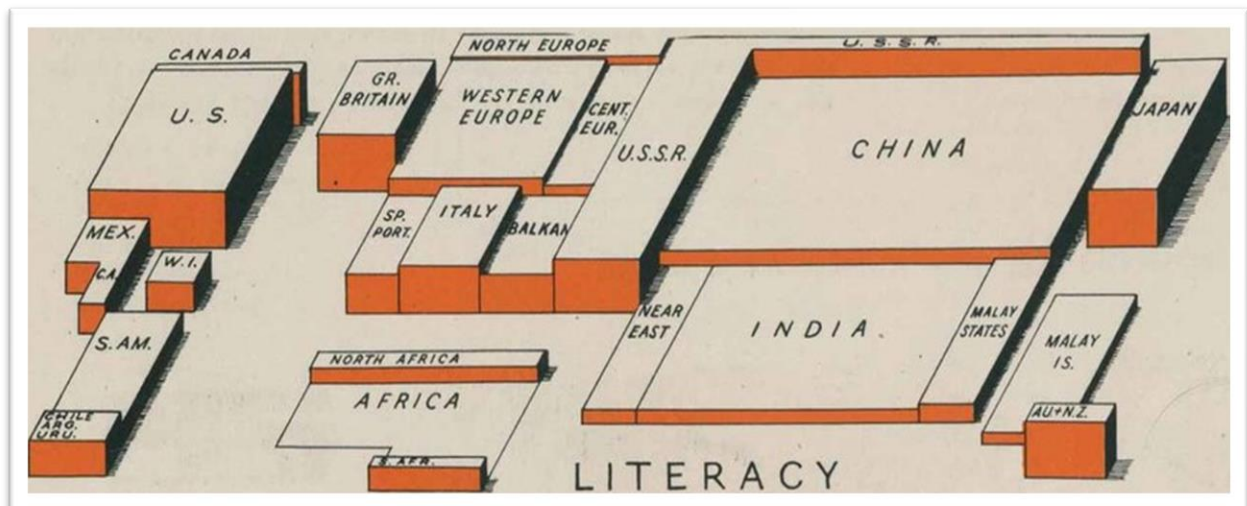 CANADA
U. S.
MEX.
C.A.
W.I.
S. AM.
CHILE
ARG.
URU.
GR.
BRITAIN
NORTH EUROPE
WESTERN
EUROPE
CENT.
EUR.
SP.
PORT.
ITALY
BALKAN
U.S.S.R.
U. S. S. R.
CHINA
JAPAN
NEAR
EAST
INDIA.
MALAY
STATES
MALAY
IS.
AU+N.Z.
NORTH AFRICA
AFRICA
S. AFR.
LITERACY